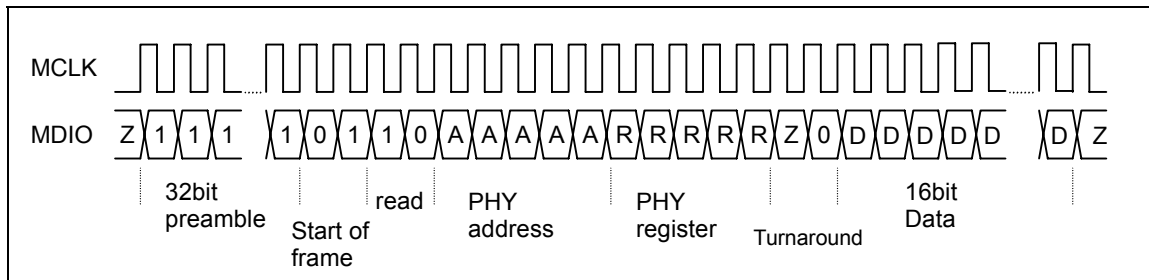 MCLK
MDIO Z 1 1 1 1 0 1 1 0 A A A A A R R R R R Z 0 D D D D D D Z
32bit
preamble
Start of
frame
read
PHY
address
PHY
register
Turnaround
16bit
Data